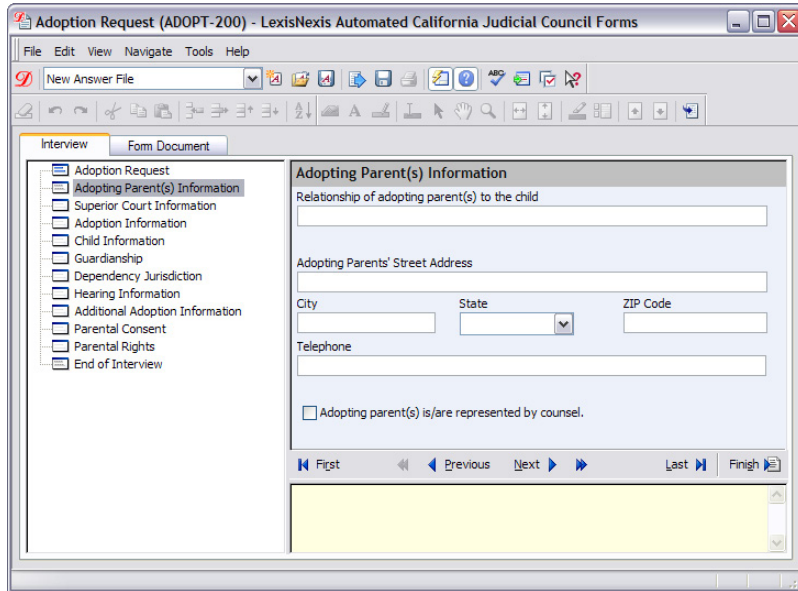 Adoption Request (ADOPT-200) - LexisNexis Automated California Judicial Council Forms
File Edit View Navigate Tools Help
New Answer File
ABC
A
A
Z
Interview Form Document
Adoption Request
Adopting Parent(s) Information
Superior Court Information
Adoption Information
Child Information
Guardianship
Dependency Jurisdiction
Hearing Information
Additional Adoption Information
Parental Consent
Parental Rights
End of Interview
Adopting Parent(s) Information
Relationship of adopting parent(s) to the child
Adopting Parents' Street Address
City State ZIP Code
Telephone
Adopting parent(s) is/are represented by counsel.
First Previous Next Last Finish